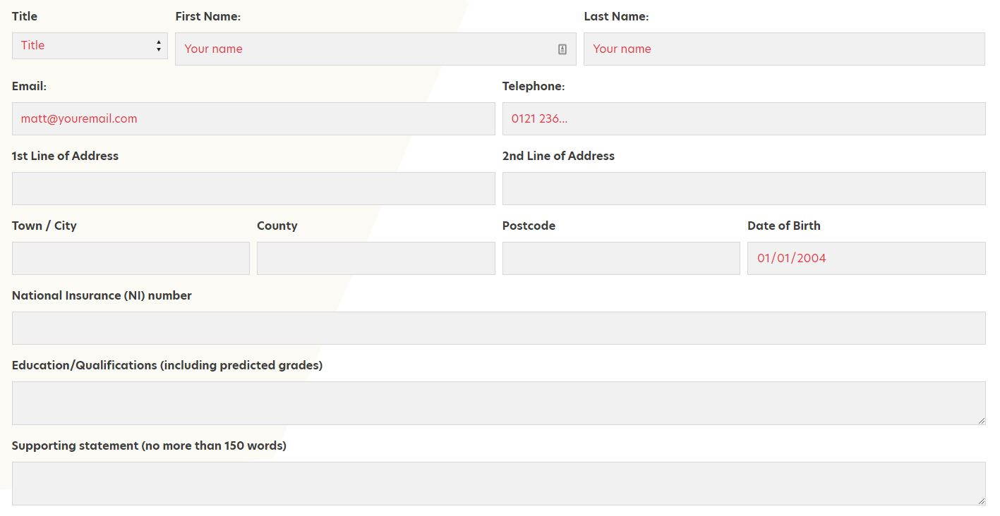 Title First Name: Last Name:
Title Your name Your name
Email: Telephone:
matt@youremail.com 0121 236...
1st Line of Address 2nd Line of Address
Town / City County Postcode Date of Birth
01/01/2004
National Insurance (NI) number
Education/Qualifications (including predicted grades)
Supporting statement (no more than 150 words)